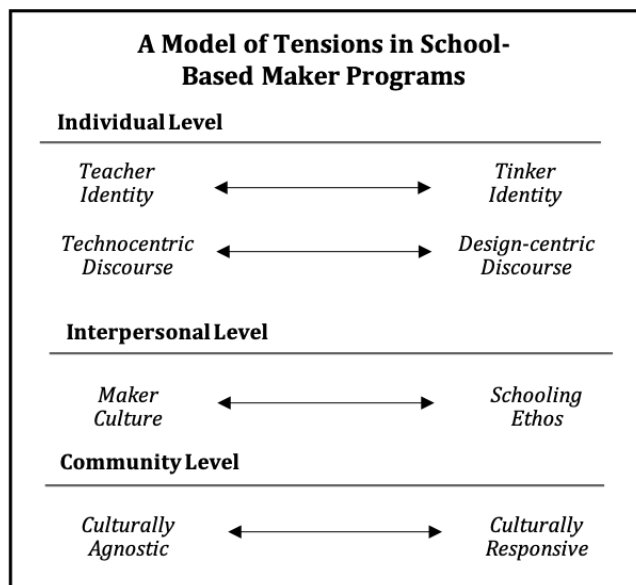 A Model of Tensions in School-
Based Maker Programs
Individual Level
Teacher
Identity
Tinker
Identity
Technocentric
Discourse
Design-centric
Discourse
Interpersonal Level
Maker
Culture
Schooling
Ethos
Community Level
Culturally
Agnostic
Culturally
Responsive